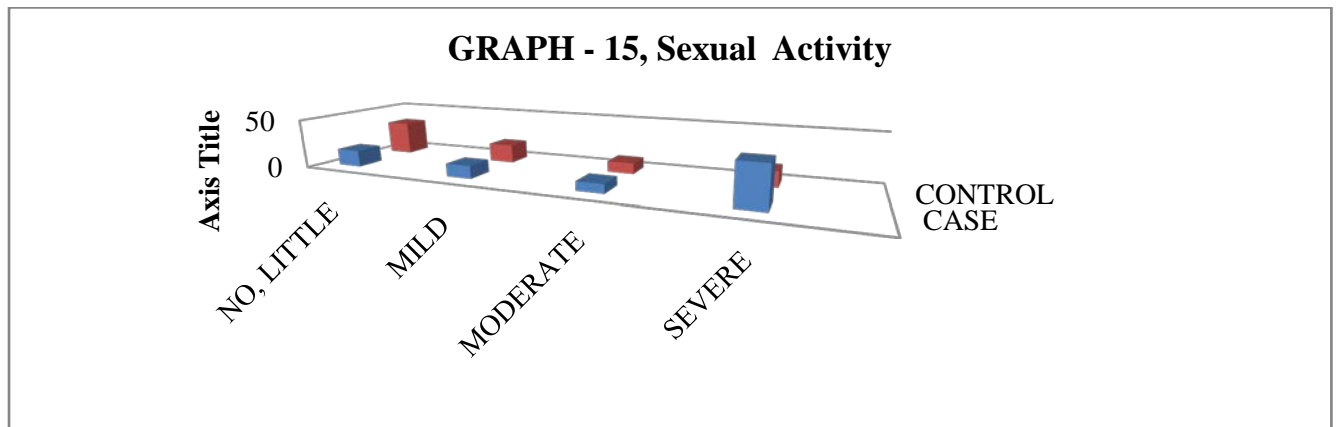 GRAPH - 15, Sexual Activity
Axis Title
50
0
NO, LITTLE
MILD
MODERATE
SEVERE
CONTROL
CASE